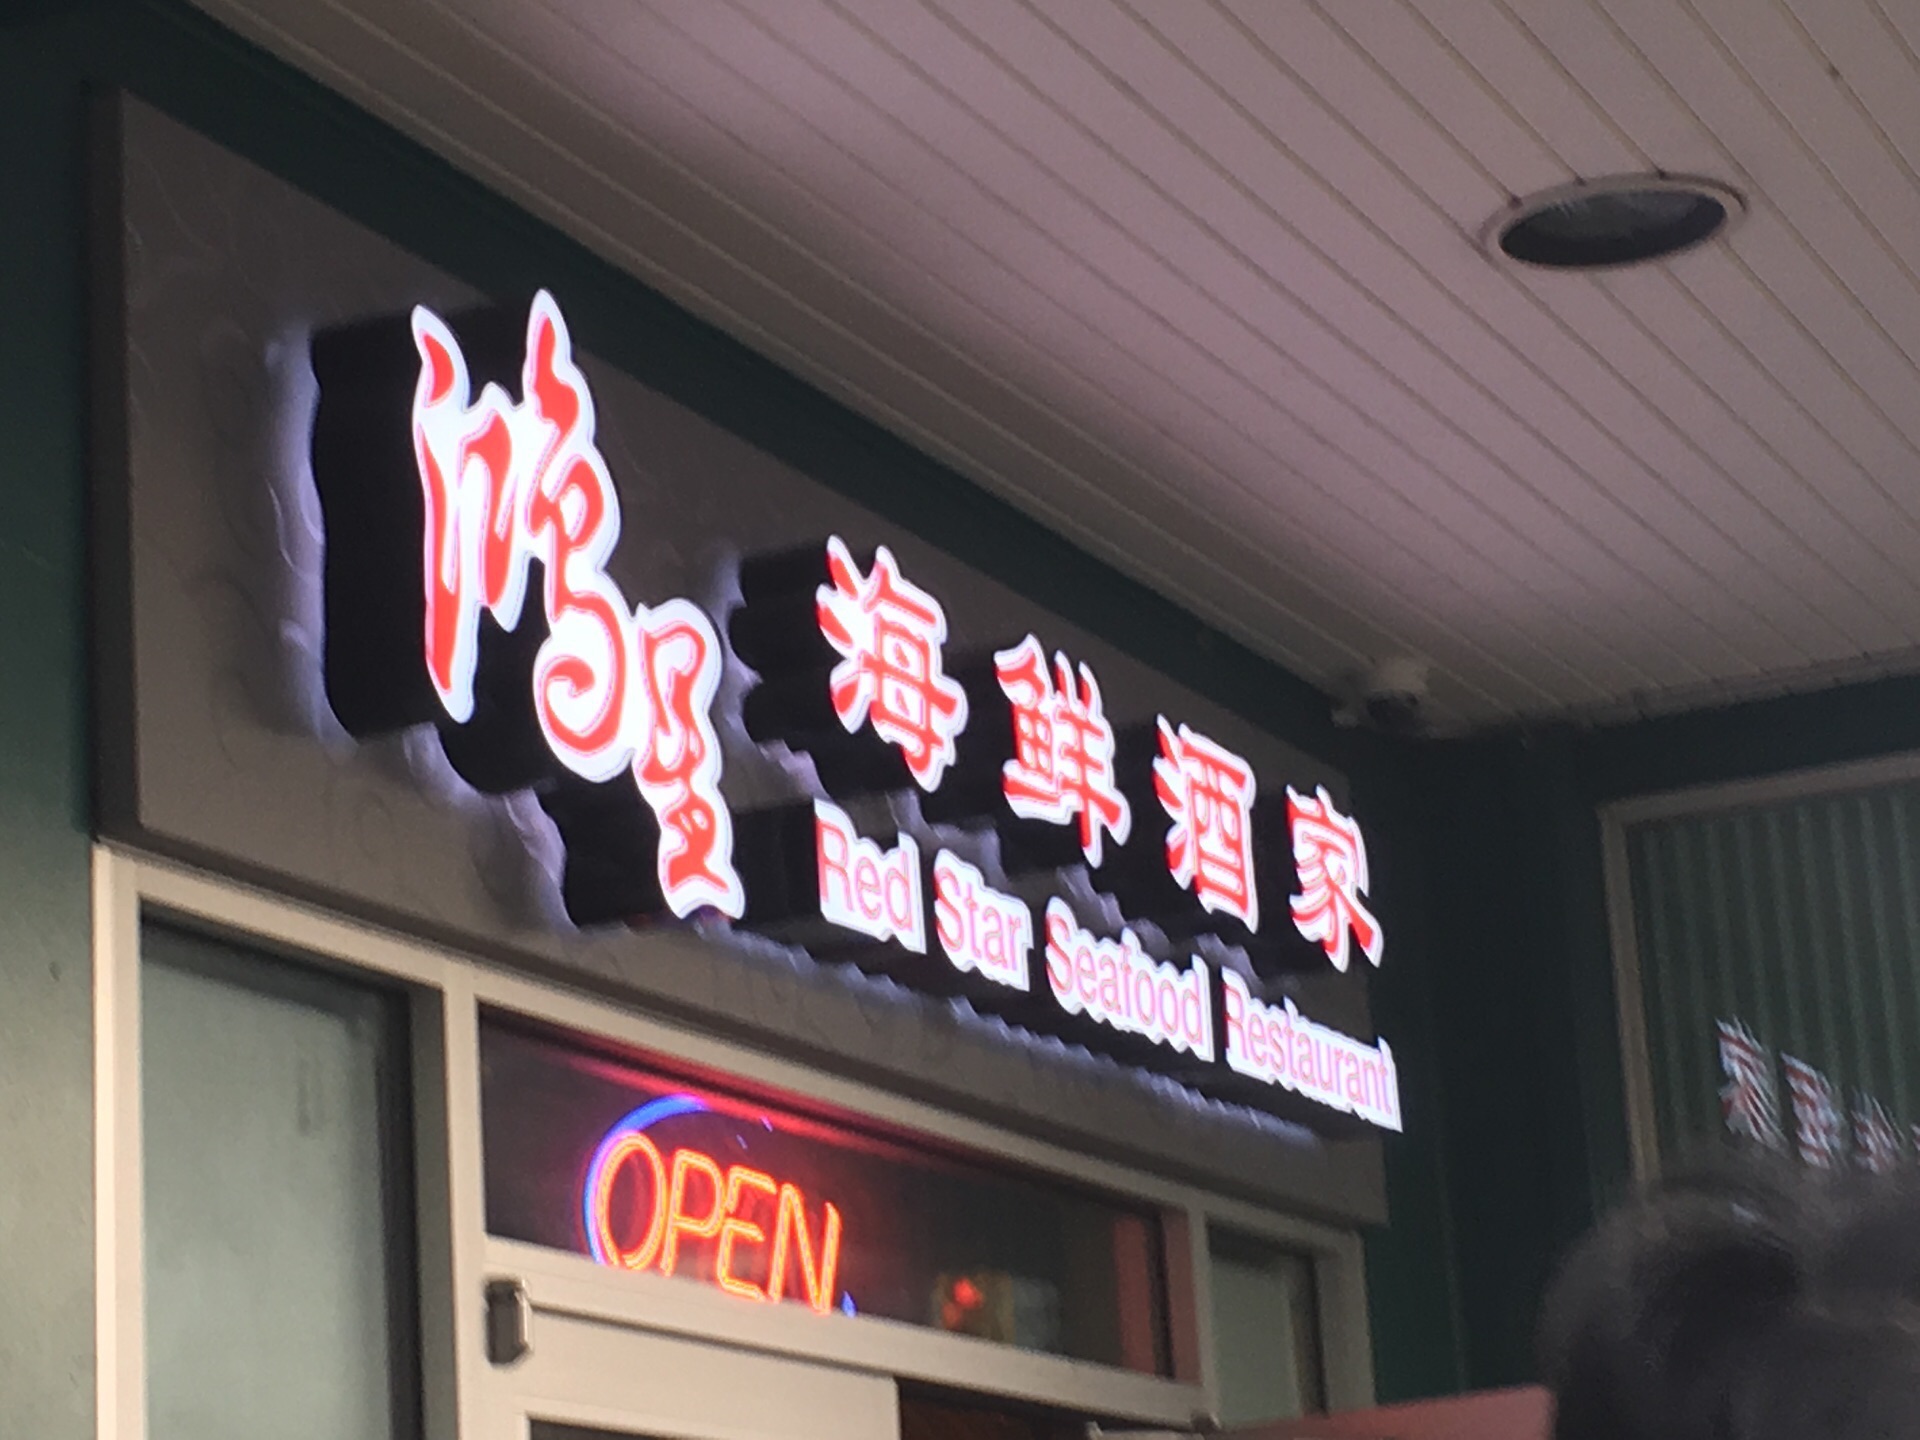 鴻星海鮮酒家
Red Star Seafood Restaurant
OPEN